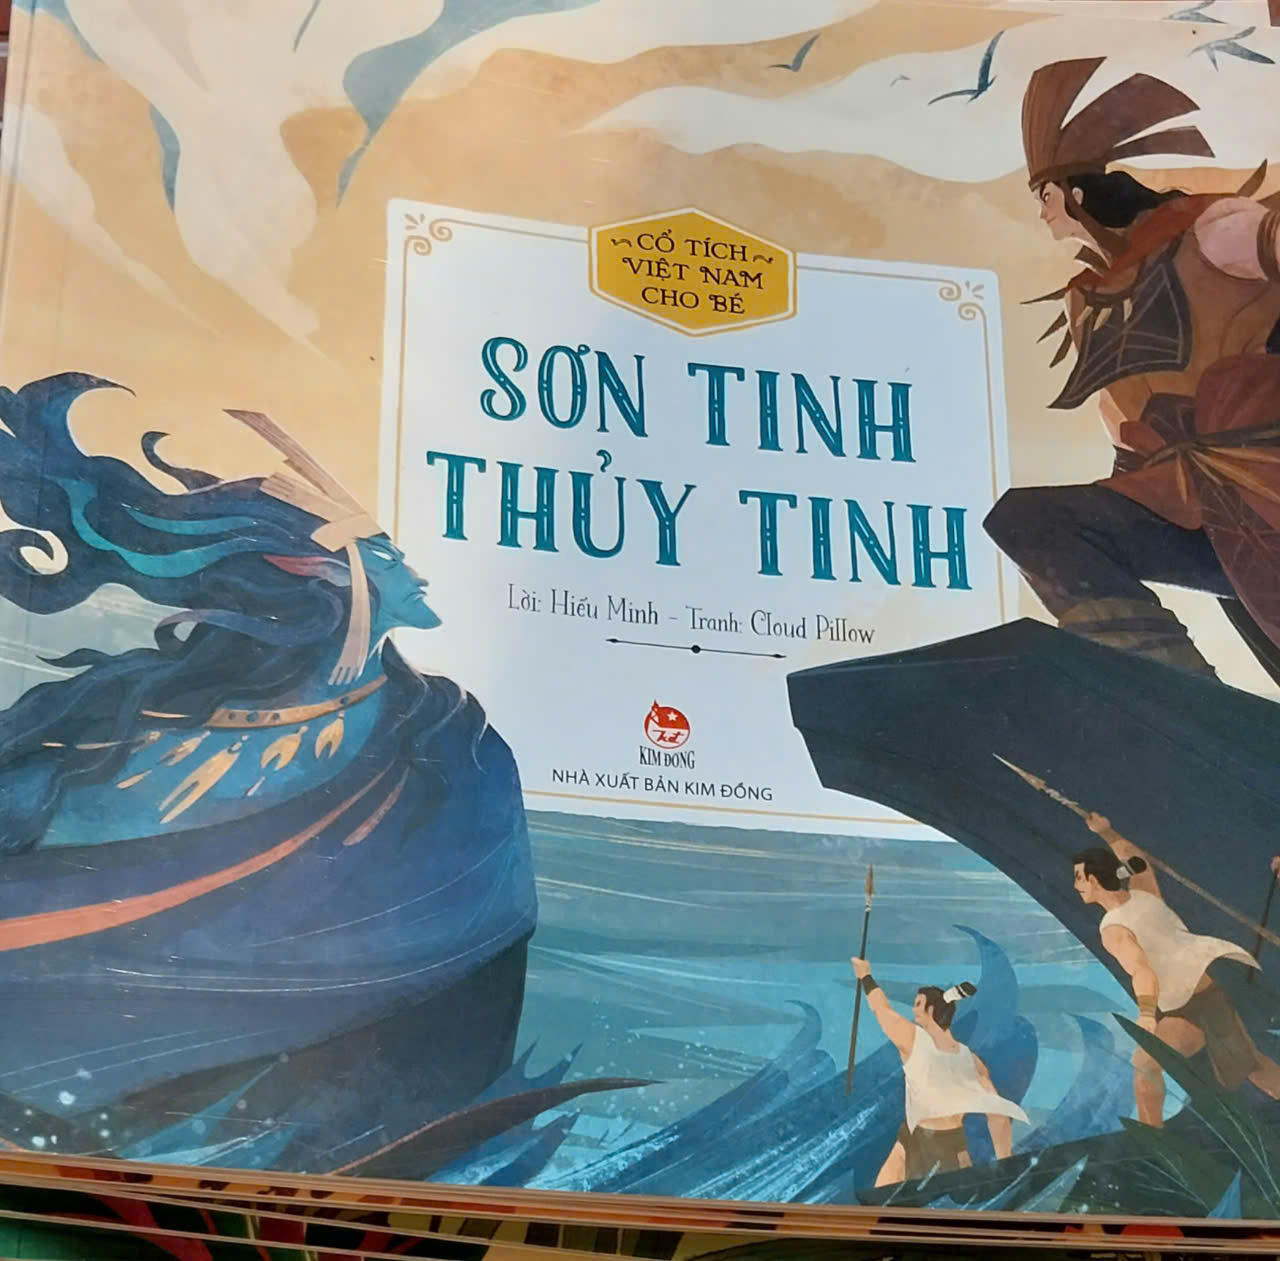 CỔ TÍCH
VIỆT NAM
CHO BÉ
SƠN TINH
THỦY TINH
Lời: Hiếu Minh - Tranh: Cloud Pillow
kđ
KIM ĐỒNG
NHÀ XUẤT BẢN KIM ĐỒNG